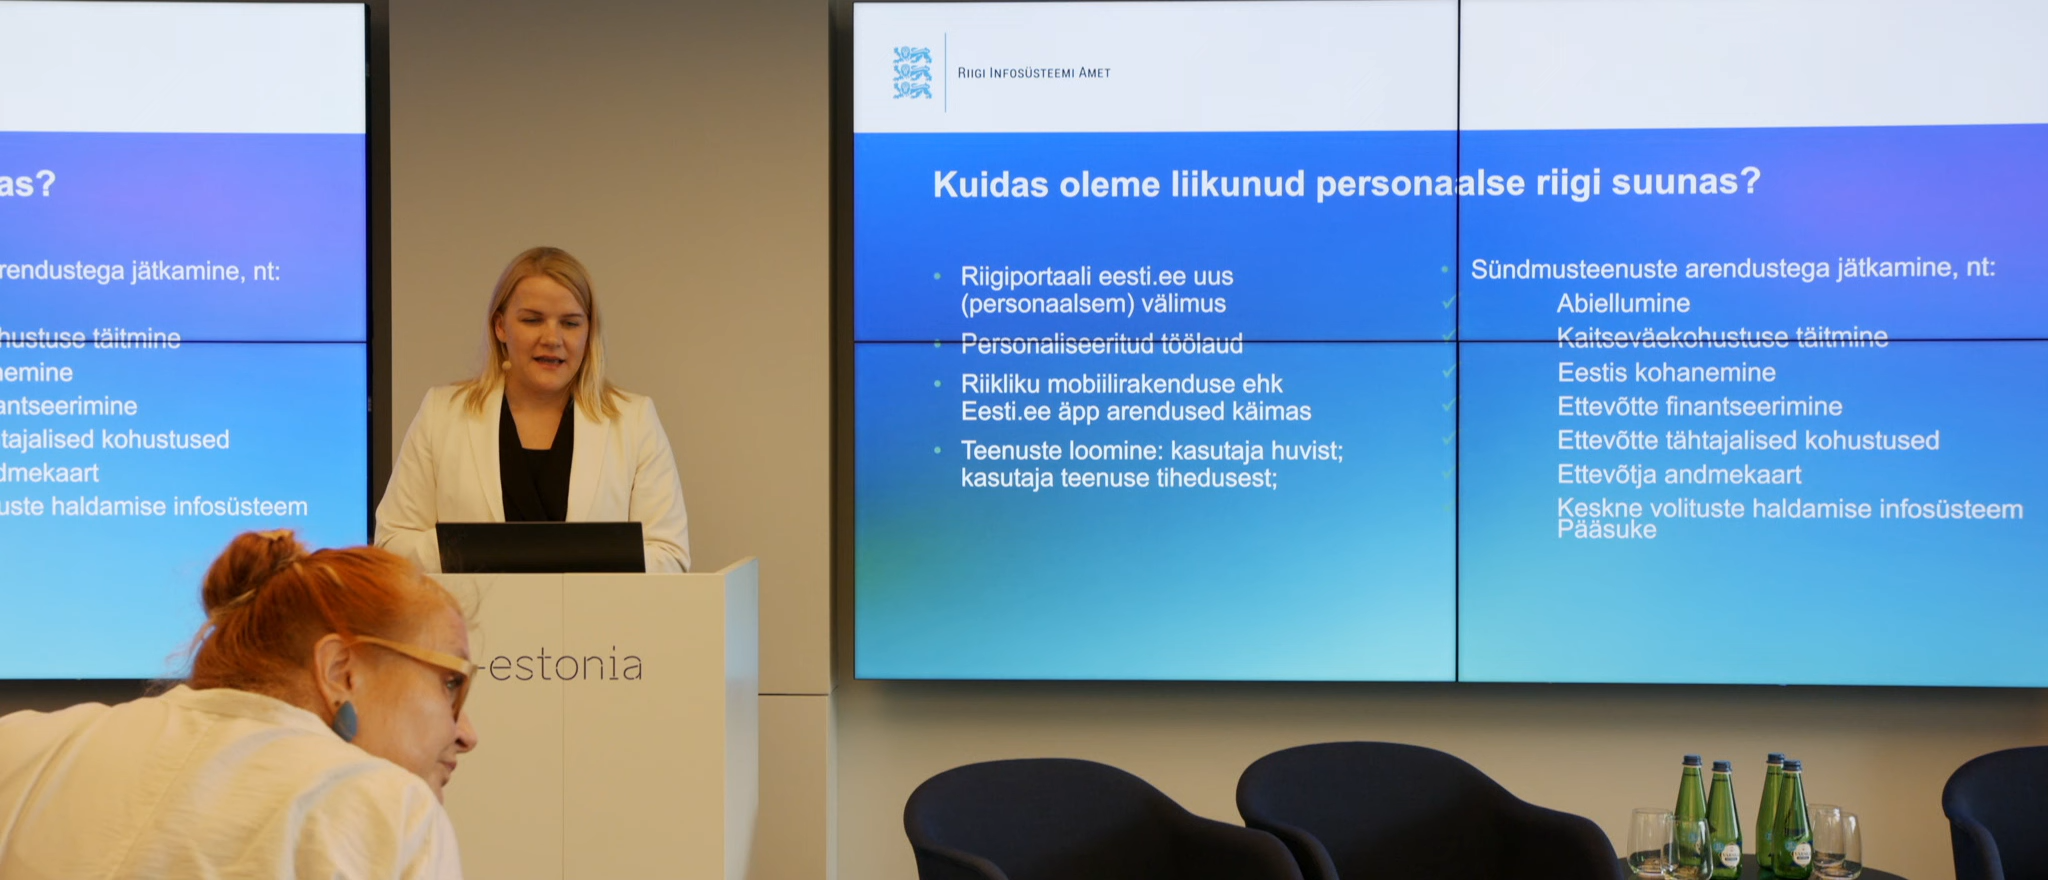 as?
rendustega jätkamine, nt:
hustuse täitmine
nemine
antseerimine
tajalised kohustused
dmekaart
uste haldamise infosüsteem
-estonia
RIIGI INFOSÜSTEEMI AMET
Kuidas oleme liikunud personaalse riigi suunas?
Riigiportaali eesti.ee uus
(personaalsem) välimus
Personaliseeritud töölaud
Riikliku mobiilirakenduse ehk
Eesti.ee äpp arendused käimas
Teenuste loomine: kasutaja huvist;
kasutaja teenuse tihedusest;
Sündmusteenuste arendustega jätkamine, nt:
Abiellumine
Kaitseväekohustuse täitmine
Eestis kohanemine
Ettevõtte finantseerimine
Ettevõtte tähtajalised kohustused
Ettevõtja andmekaart
Keskne volituste haldamise infosüsteem
Pääsuke